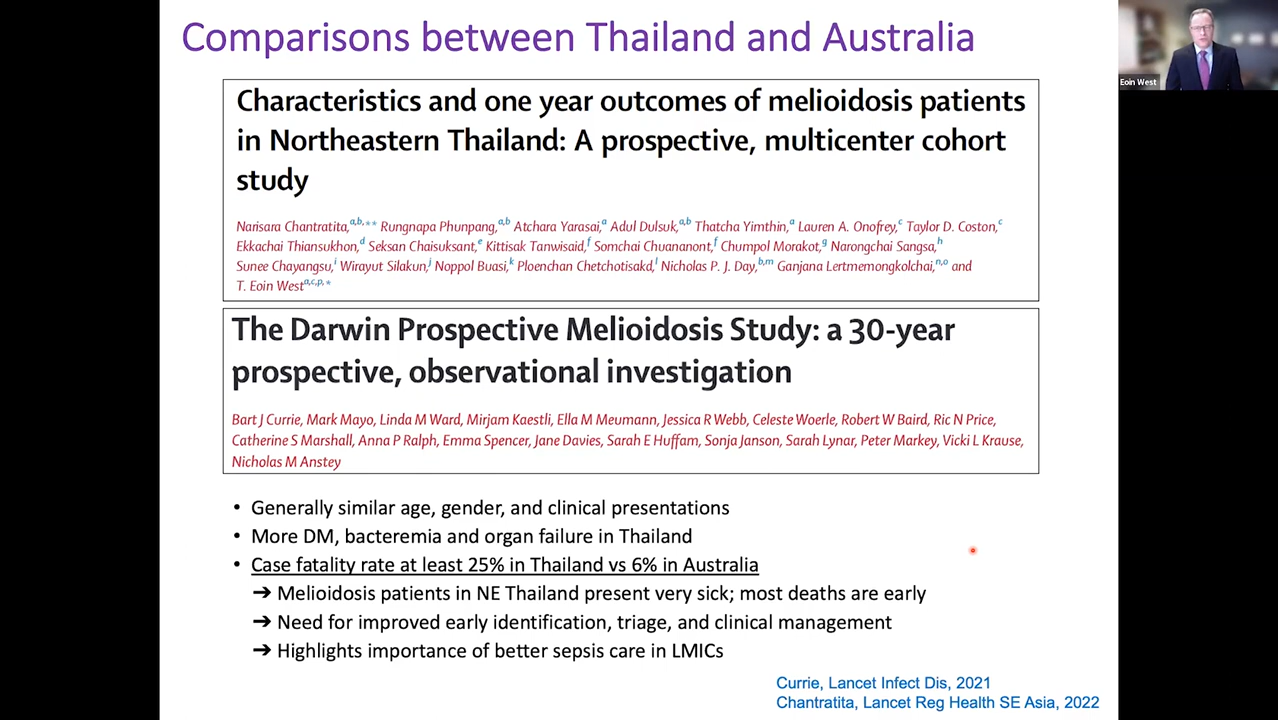 Comparisons between Thailand and Australia
Eoin West
Characteristics and one year outcomes of melioidosis patients
in Northeastern Thailand: A prospective, multicenter cohort
study
Narisara Chantratita,a,b,** Rungnapa Phunpang,a,b Atchara Yarasai,a Adul Dulsuk,a,b Thatcha Yimthin,a Lauren A. Onofrey,c Taylor D. Coston,c
Ekkachai Thiansukhon,d Seksan Chaisuksant,e Kittisak Tanwisaid,f Somchai Chuananont,f Chumpol Morakot,g Narongchai Sangsa,h
Sunee Chayangsu,i Wirayut Silakun,j Noppol Buasi,k Ploenchan Chetchotisakd,l Nicholas P. J. Day,b,m Ganjana Lertmemongkolchai,n,o and
T. Eoin Westa,c,p,*
The Darwin Prospective Melioidosis Study: a 30-year
prospective, observational investigation
Bart J Currie, Mark Mayo, Linda M Ward, Mirjam Kaestli, Ella M Meumann, Jessica R Webb, Celeste Woerle, Robert W Baird, Ric N Price,
Catherine S Marshall, Anna P Ralph, Emma Spencer, Jane Davies, Sarah E Huffam, Sonja Janson, Sarah Lynar, Peter Markey, Vicki L Krause,
Nicholas M Anstey
• Generally similar age, gender, and clinical presentations
• More DM, bacteremia and organ failure in Thailand
• Case fatality rate at least 25% in Thailand vs 6% in Australia
➔ Melioidosis patients in NE Thailand present very sick; most deaths are early
➔ Need for improved early identification, triage, and clinical management
➔ Highlights importance of better sepsis care in LMICs
Currie, Lancet Infect Dis, 2021
Chantratita, Lancet Reg Health SE Asia, 2022